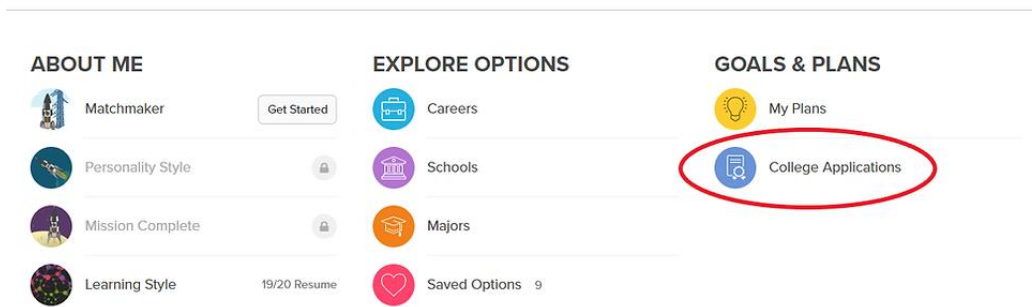 ABOUT ME
Matchmaker
Get Started
Personality Style
Mission Complete
Learning Style
19/20 Resume
EXPLORE OPTIONS
Careers
Schools
Majors
Saved Options 9
GOALS & PLANS
My Plans
College Applications